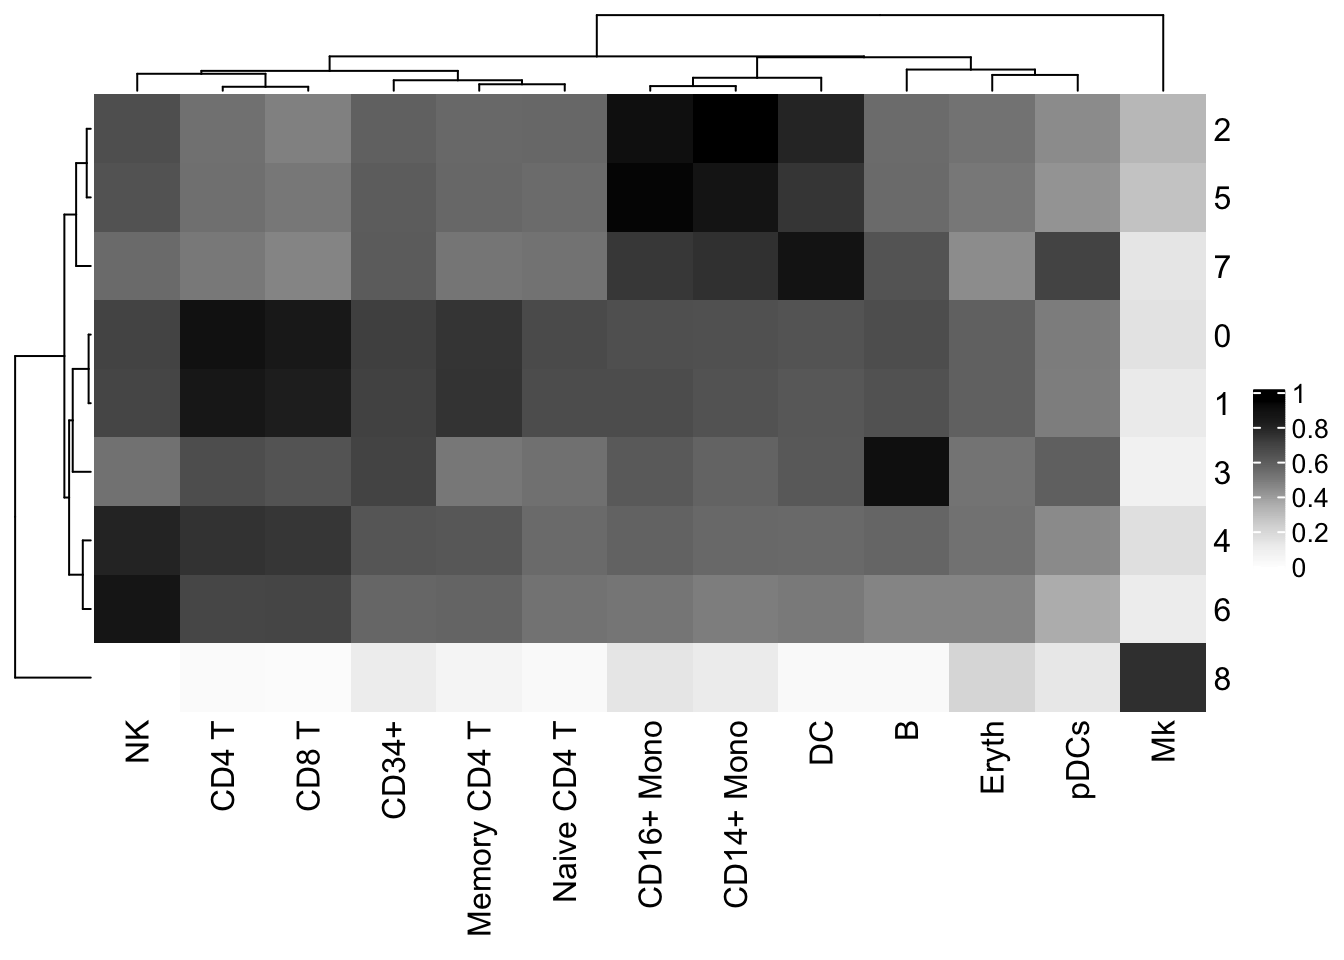 2
5
7
0
1
3
4
6
8
1
0.8
0.6
0.4
0.2
0
NK
CD4 T
CD8 T
CD34+
Memory CD4 T
Naive CD4 T
CD16+ Mono
CD14+ Mono
DC
B
Eryth
pDCs
Mk